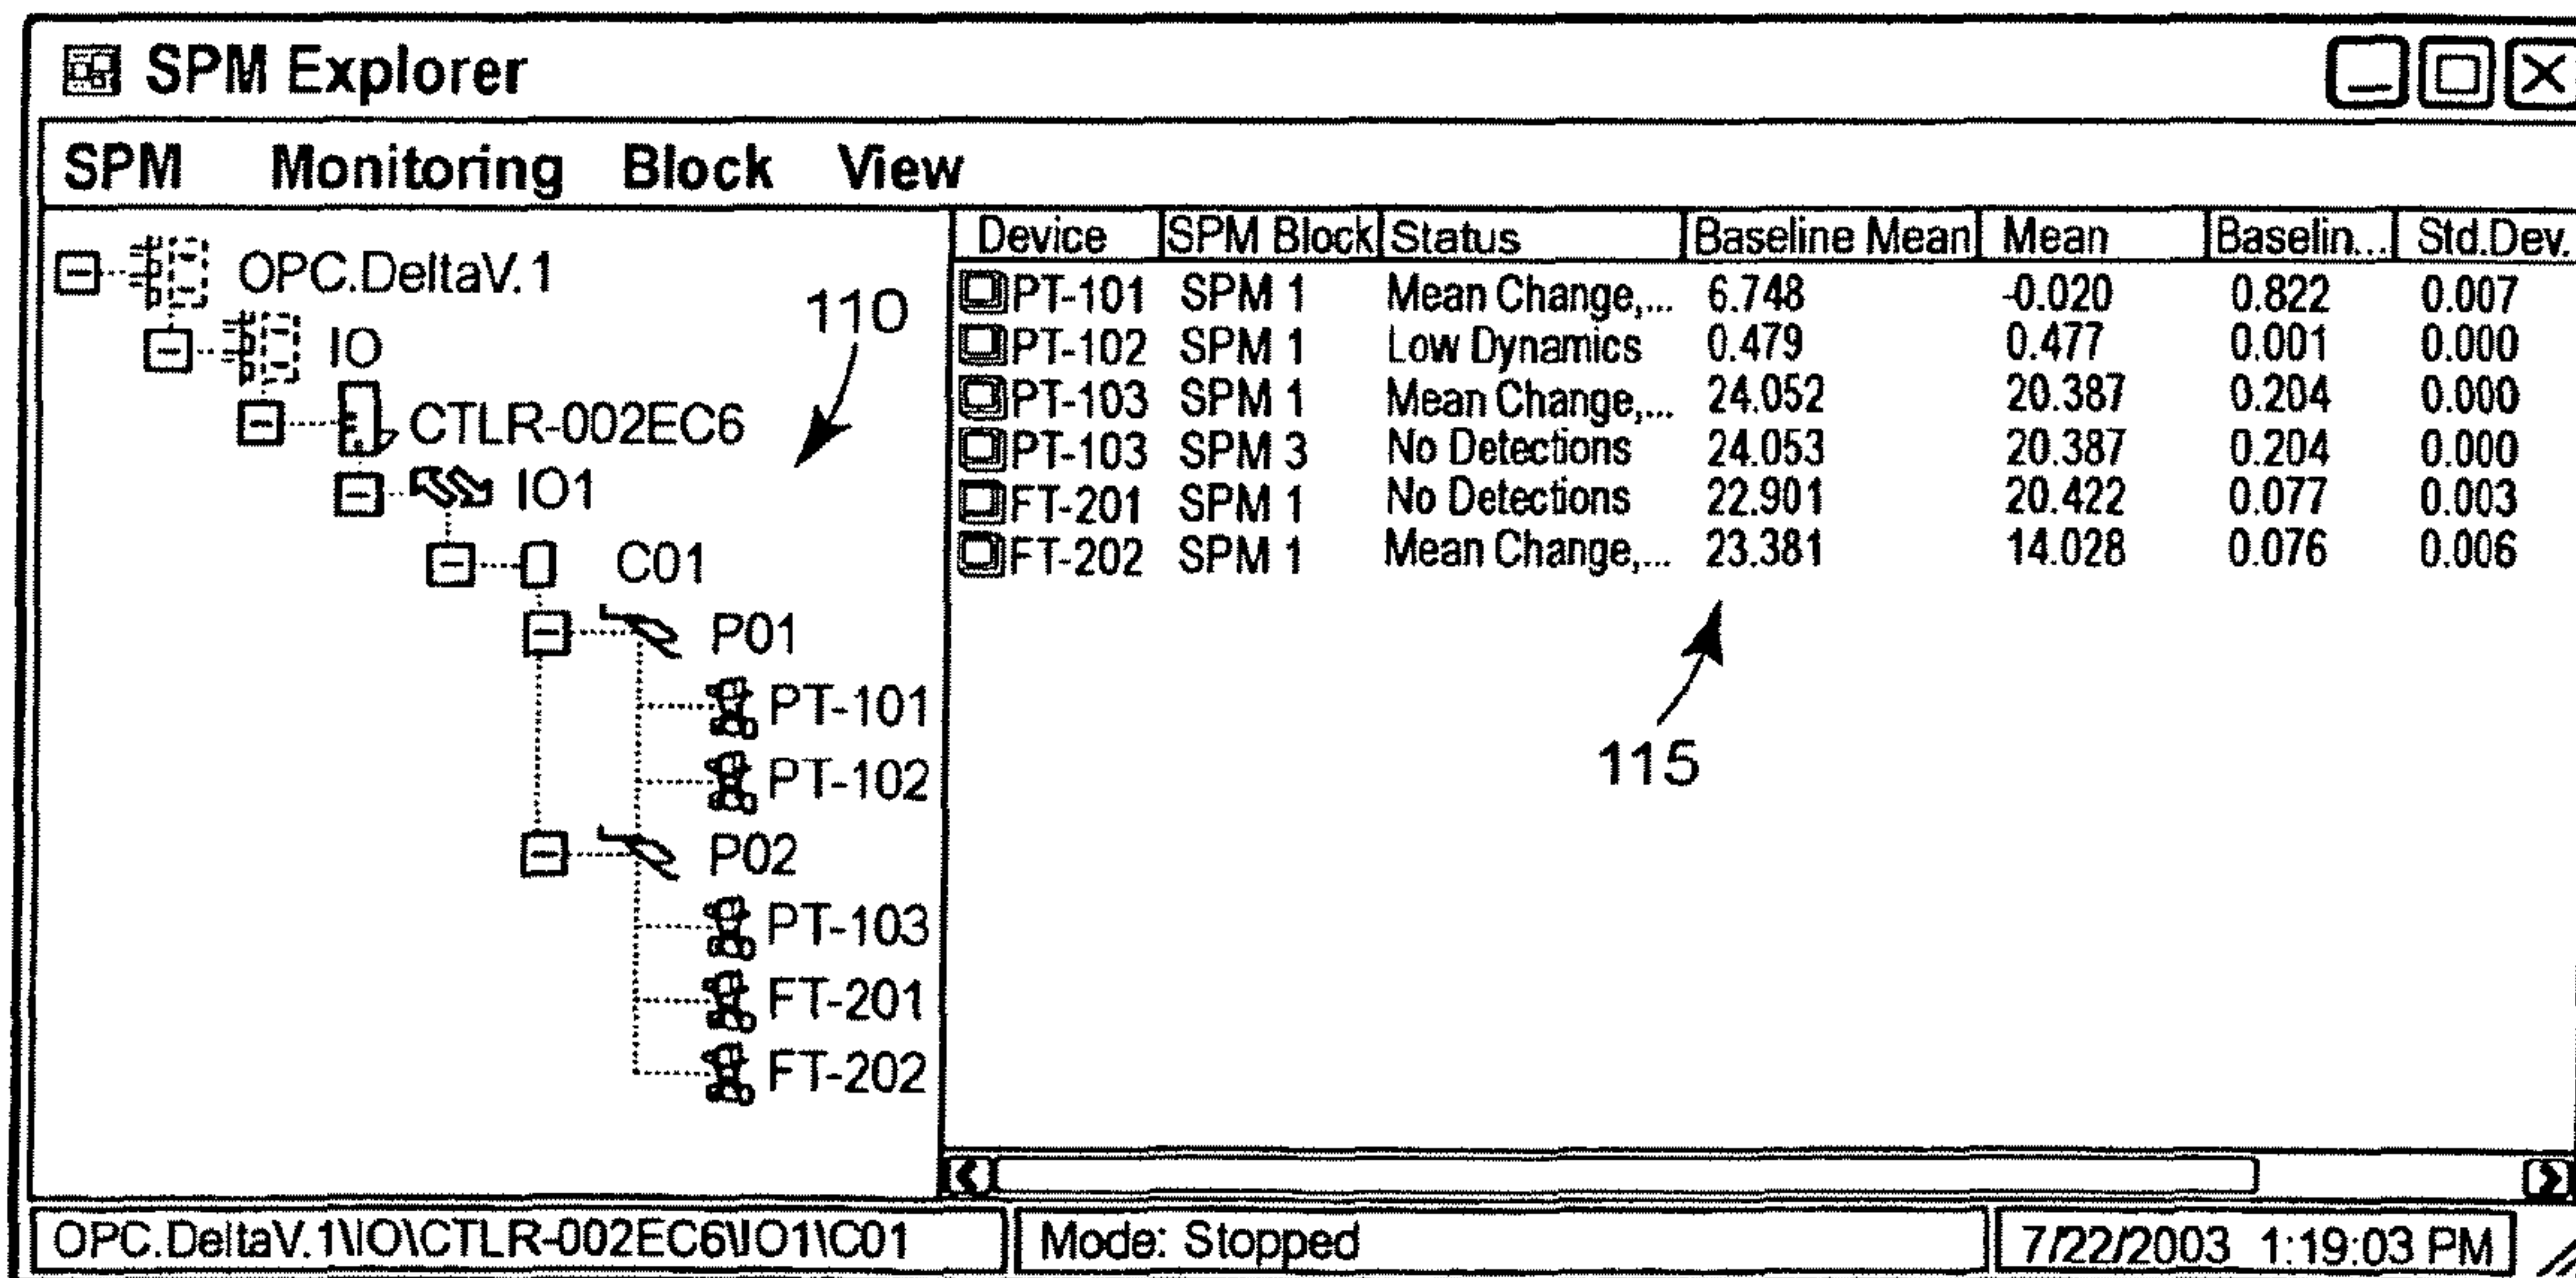 SPM Explorer
SPM Monitoring Block View
OPC.DeltaV.1
IO
CTLR-002EC6
IO1
C01
P01
PT-101
PT-102
P02
PT-103
FT-201
FT-202
110
Device SPM Block Status Baseline Mean Mean Baselin... Std.Dev.
PT-101 SPM 1 Mean Change,... 6.748 -0.020 0.822 0.007
PT-102 SPM 1 Low Dynamics 0.479 0.477 0.001 0.000
PT-103 SPM 1 Mean Change,... 24.052 20.387 0.204 0.000
PT-103 SPM 3 No Detections 24.053 20.387 0.204 0.000
FT-201 SPM 1 No Detections 22.901 20.422 0.077 0.003
FT-202 SPM 1 Mean Change,... 23.381 14.028 0.076 0.006
115
OPC.DeltaV.1\IO\CTLR-002EC6\IO1\C01 Mode: Stopped 7/22/2003 1:19:03 PM